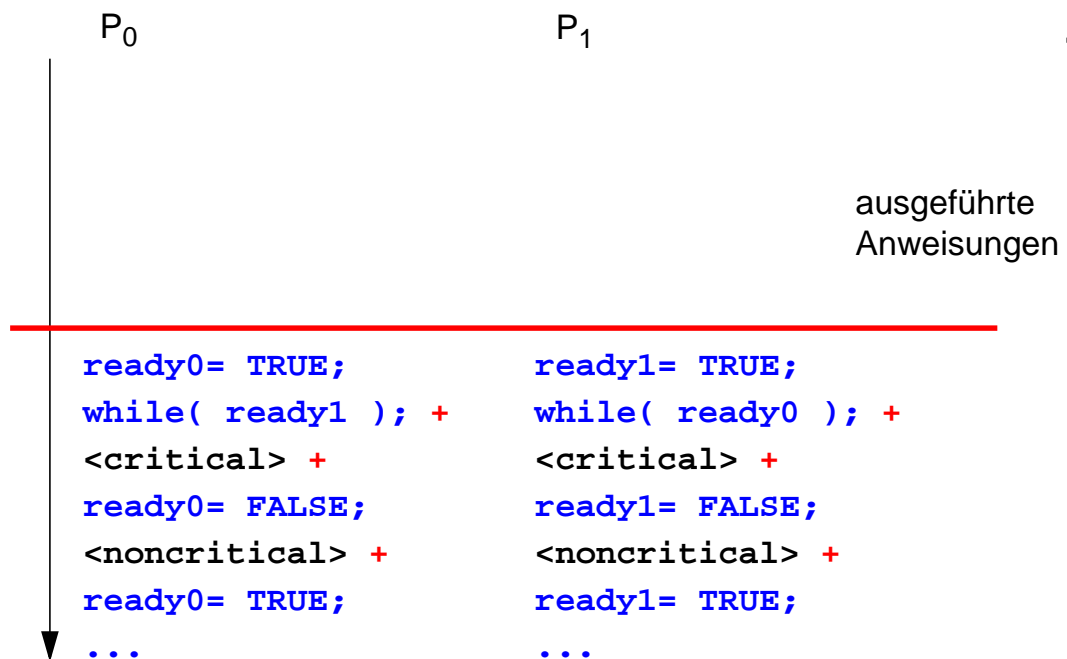 P0 P1
ausgeführte
Anweisungen
ready0= TRUE; ready1= TRUE;
while( ready1 ); + while( ready0 ); +
<critical> + <critical> +
ready0= FALSE; ready1= FALSE;
<noncritical> + <noncritical> +
ready0= TRUE; ready1= TRUE;
... ...